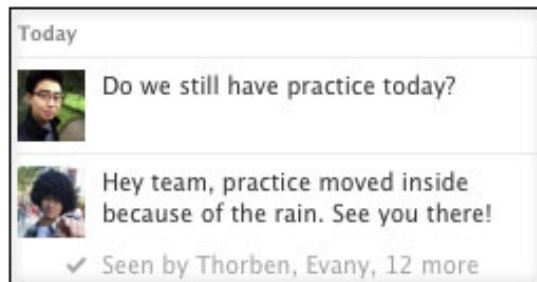 Today
Do we still have practice today?
Hey team, practice moved inside
because of the rain. See you there!
Seen by Thorben, Evany, 12 more